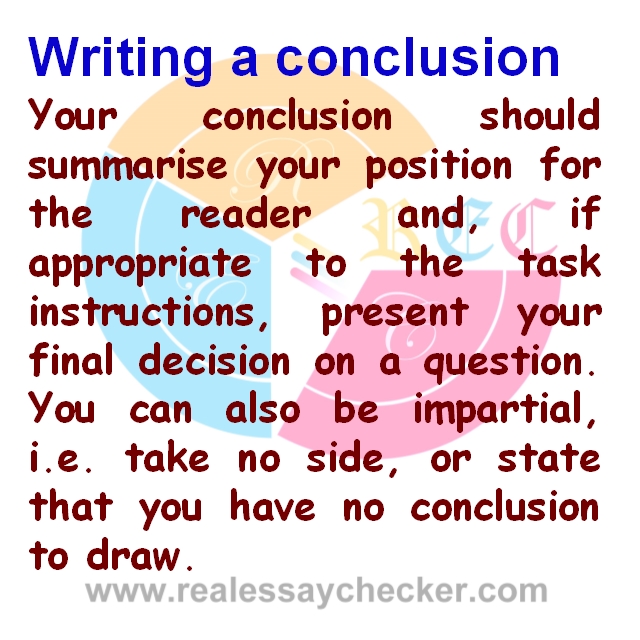 Writing a conclusion
Your conclusion should
summarise your position for
the reader and, if
appropriate to the task
instructions, present your
final decision on a question.
You can also be impartial,
i.e. take no side, or state
that you have no conclusion
to draw.
www.realessaychecker.com
BEC